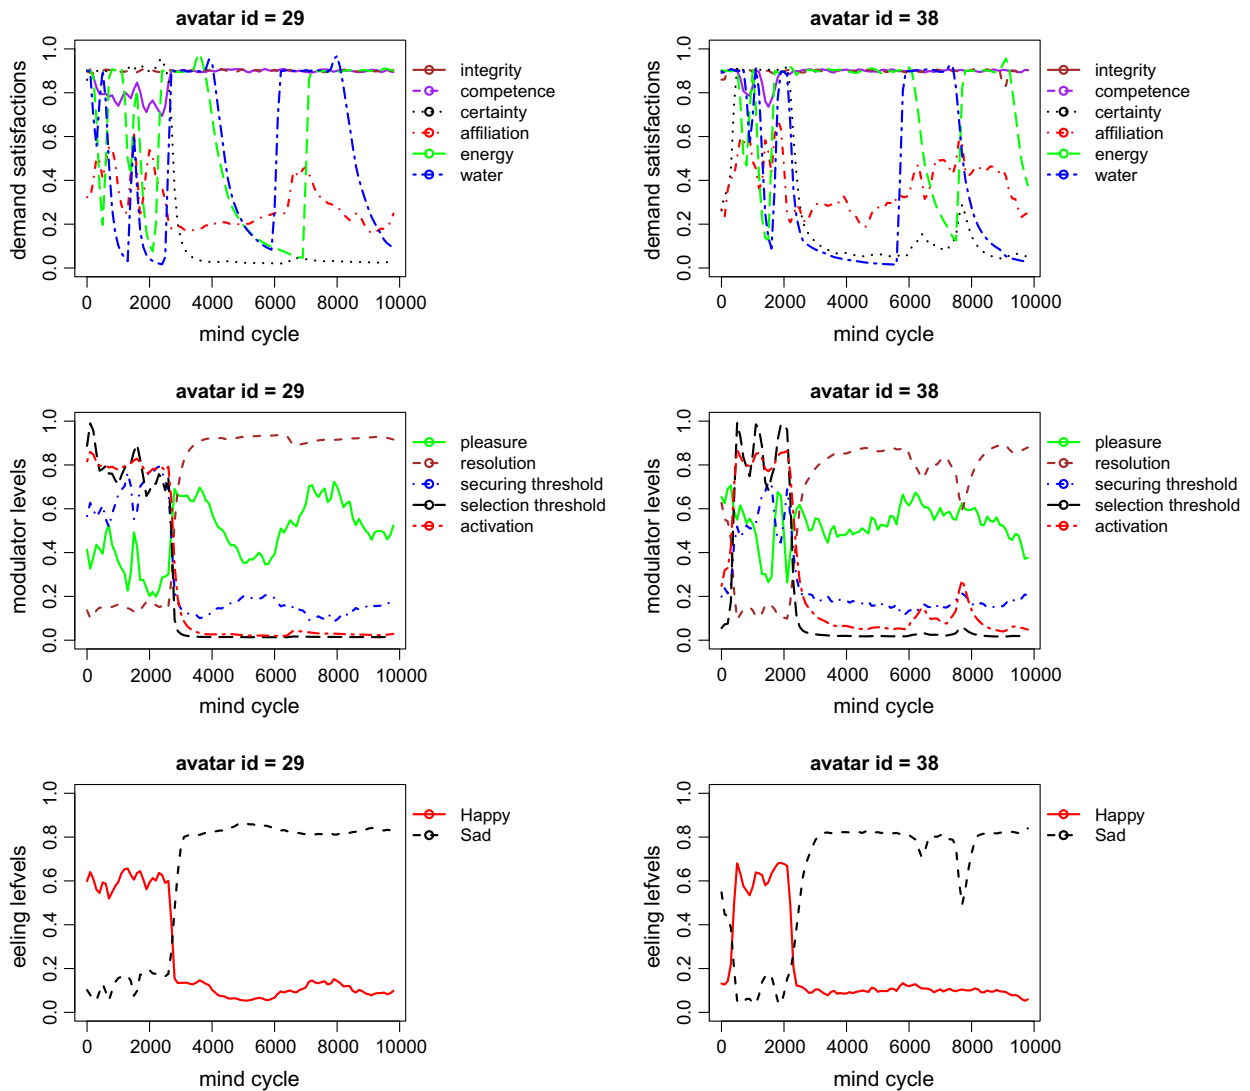 avatar id = 29
demand satisfactions
0.0 0.2 0.4 0.6 0.8 1.0
0 2000 4000 6000 8000 10000
mind cycle
integrity
competence
certainty
affiliation
energy
water
avatar id = 38
demand satisfactions
0.0 0.2 0.4 0.6 0.8 1.0
0 2000 4000 6000 8000 10000
mind cycle
integrity
competence
certainty
affiliation
energy
water
avatar id = 29
modulator levels
0.0 0.2 0.4 0.6 0.8 1.0
0 2000 4000 6000 8000 10000
mind cycle
pleasure
resolution
securing threshold
selection threshold
activation
avatar id = 38
modulator levels
0.0 0.2 0.4 0.6 0.8 1.0
0 2000 4000 6000 8000 10000
mind cycle
pleasure
resolution
securing threshold
selection threshold
activation
avatar id = 29
eeling lefvels
0.0 0.2 0.4 0.6 0.8 1.0
0 2000 4000 6000 8000 10000
mind cycle
Happy
Sad
avatar id = 38
eeling lefvels
0.0 0.2 0.4 0.6 0.8 1.0
0 2000 4000 6000 8000 10000
mind cycle
Happy
Sad